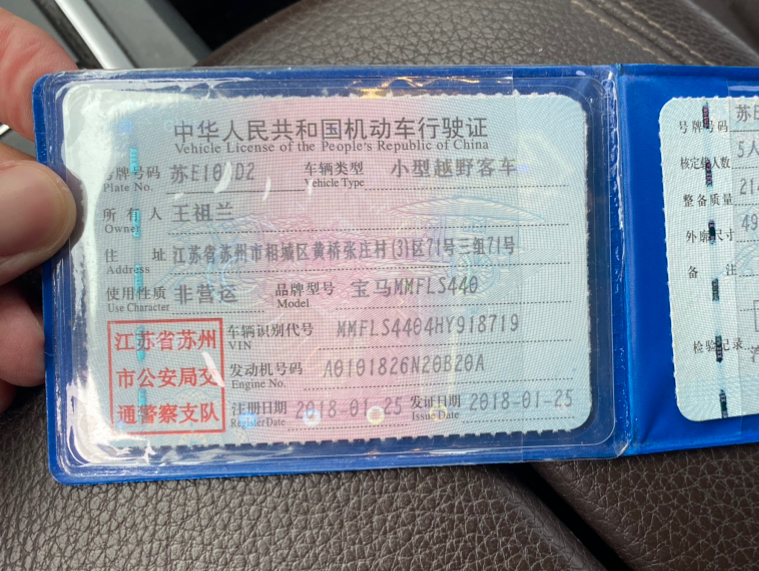 中华人民共和国机动车行驶证
Vehicle License of the People's Republic of China
号牌号码 苏E10 D2 车辆类型 小型越野客车
Plate No. Vehicle Type
所有人 王祖兰
Owner
住址 江苏省苏州市相城区黄桥张庄村(3)区71号三组71号
Address
使用性质 非营运 品牌型号 宝马MMFLS440
Use Character Model
江苏省苏州
市公安局交
通警察支队
车辆识别代号 MMFLS4404HY918719
VIN
发动机号码 A0101826N20B20A
Engine No.
注册日期 2018-01-25 发证日期 2018-01-25
Register Date Issue Date
号牌号码 苏E
核定载人数 5人
整备质量 214
外廓尺寸 49
备注
检验记录